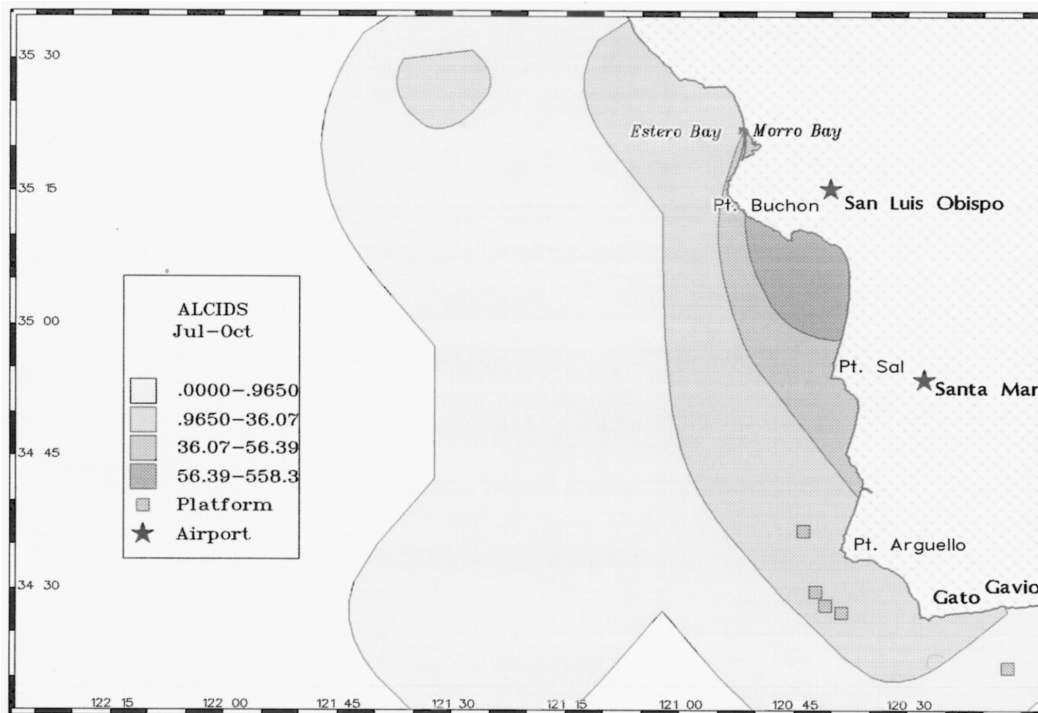 35 30
Estero Bay
Morro Bay
35 15
Pt. Buchon
San Luis Obispo
ALCIDS
Jul-Oct
35 00
Pt. Sal
Santa Mar
.0000-.9650
.9650-36.07
36.07-56.39
56.39-558.3
Platform
Airport
34 45
Pt. Arguello
34 30
Gato
Gavio
122 15
122 00
121 45
121 30
121 15
121 00
120 45
120 30